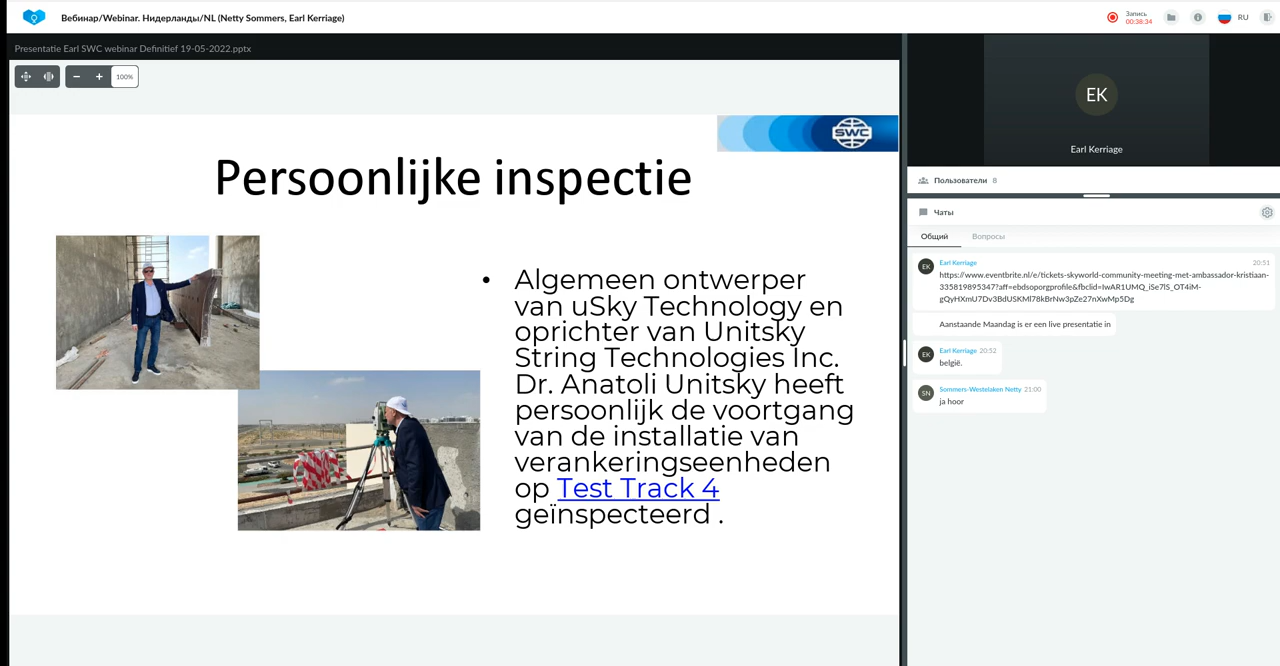 Вебинар/Webinar. Нидерланды/NL (Netty Sommers, Earl Kerriage)
Запись
00:38:34
RU
Presentatie Earl SWC webinar Definitief 19-05-2022.pptx
100%
SWC
Persoonlijke inspectie
• Algemeen ontwerper
van uSky Technology en
oprichter van Unitsky
String Technologies Inc.
Dr. Anatoli Unitsky heeft
persoonlijk de voortgang
van de installatie van
verankeringseenheden
op Test Track 4
geïnspecteerd .
EK
Earl Kerriage
Пользователи 8
Чаты
Общий Вопросы
EK
Earl Kerriage 20:51
https://www.eventbrite.nl/e/tickets-skyworld-community-meeting-met-ambassador-kristiaan-
335819895347?aff=ebdsoporgprofile&fbclid=IwAR1UMQ_iSe7lS_OT4iM-
gQyHXmU7Dv3BdUSKMl78kBrNw3pZe27nXwMp5Dg
Aanstaande Maandag is er een live presentatie in
EK
Earl Kerriage 20:52
belgië.
SN
Sommers-Westelaken Netty 21:00
ja hoor